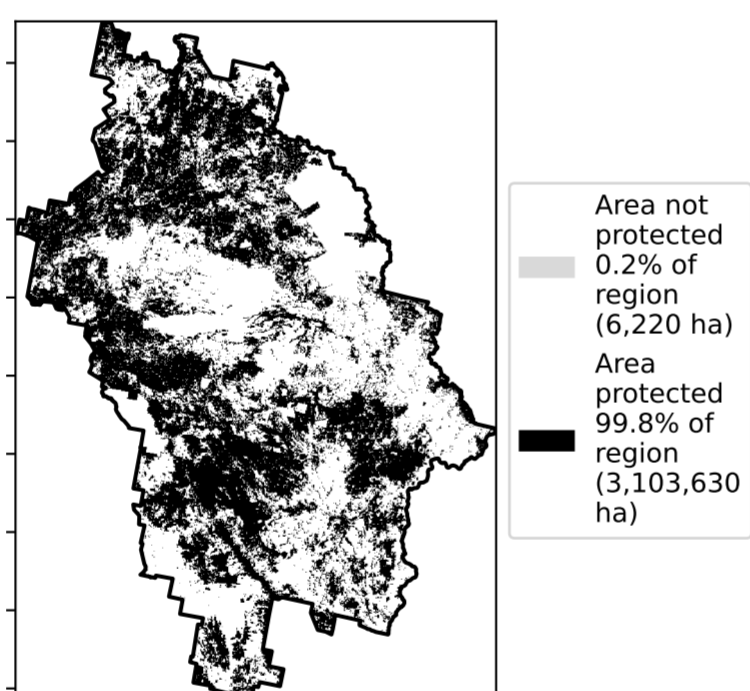 Area not
protected
0.2% of
region
(6,220 ha)
Area
protected
99.8% of
region
(3,103,630
ha)